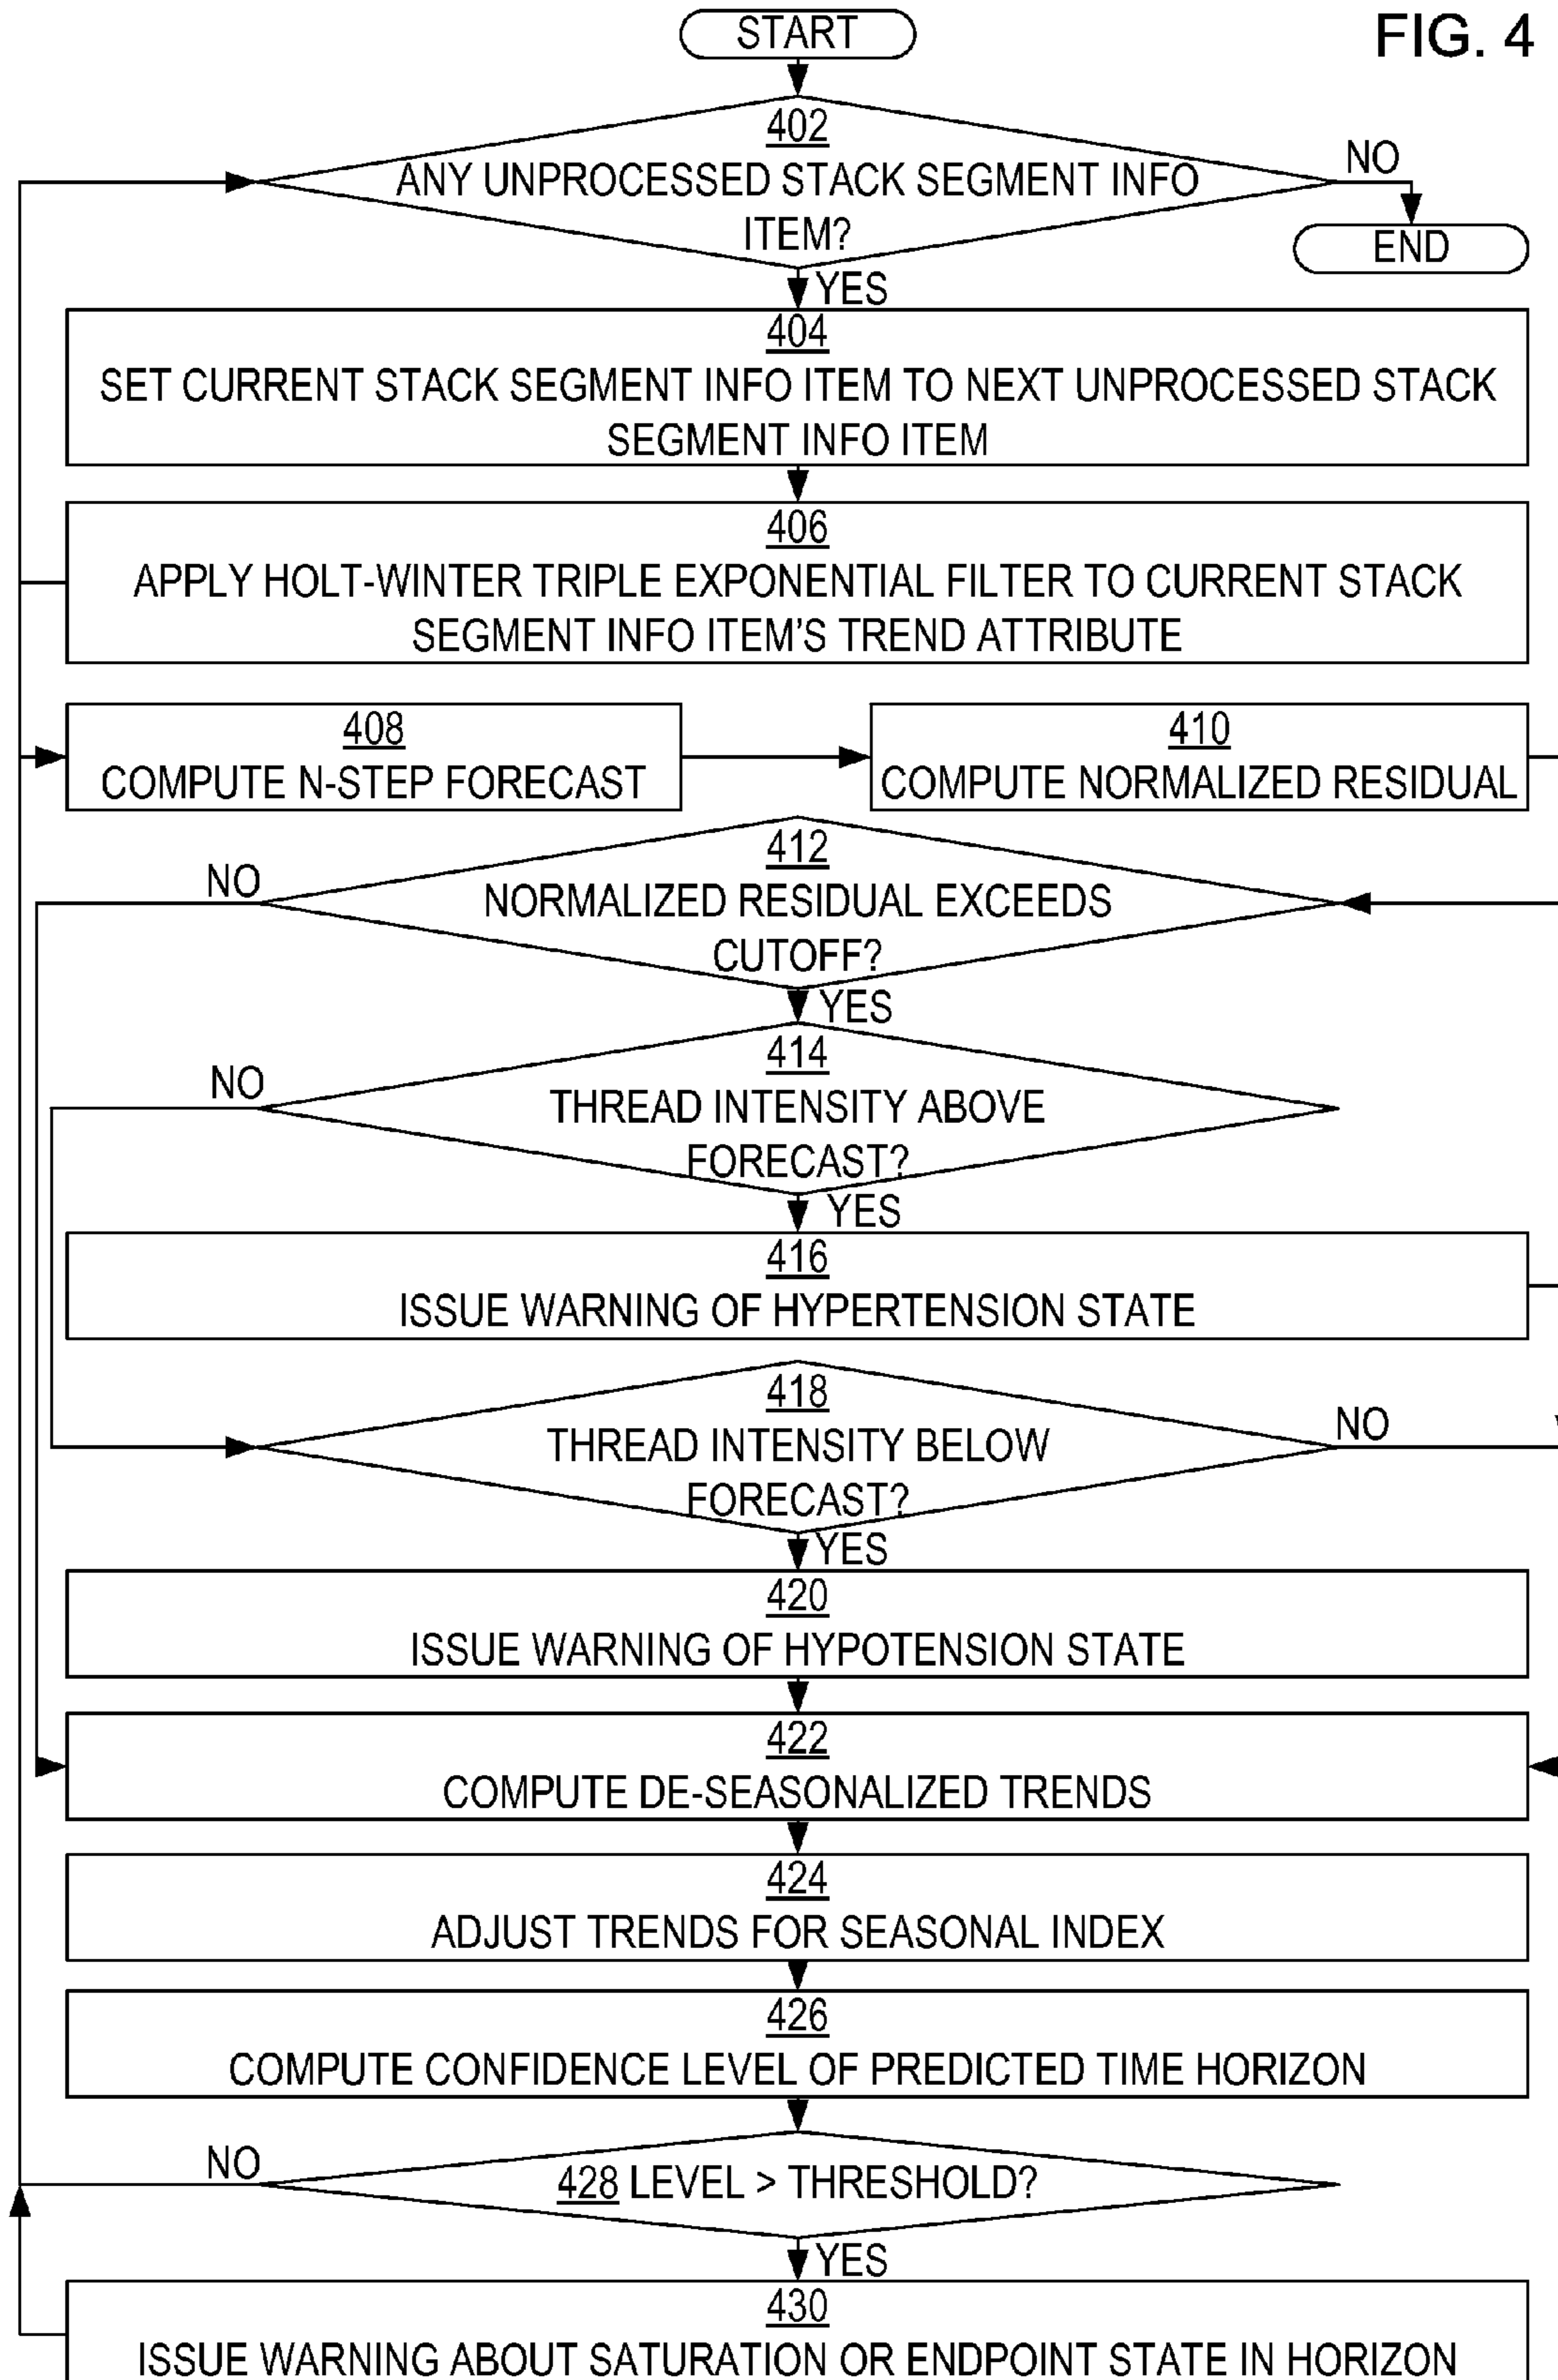 START
FIG. 4
402
ANY UNPROCESSED STACK SEGMENT INFO
ITEM?
NO
END
YES
404
SET CURRENT STACK SEGMENT INFO ITEM TO NEXT UNPROCESSED STACK
SEGMENT INFO ITEM
406
APPLY HOLT-WINTER TRIPLE EXPONENTIAL FILTER TO CURRENT STACK
SEGMENT INFO ITEM'S TREND ATTRIBUTE
408
COMPUTE N-STEP FORECAST
410
COMPUTE NORMALIZED RESIDUAL
412
NORMALIZED RESIDUAL EXCEEDS
CUTOFF?
NO
YES
414
THREAD INTENSITY ABOVE
FORECAST?
NO
YES
416
ISSUE WARNING OF HYPERTENSION STATE
418
THREAD INTENSITY BELOW
FORECAST?
NO
YES
420
ISSUE WARNING OF HYPOTENSION STATE
422
COMPUTE DE-SEASONALIZED TRENDS
424
ADJUST TRENDS FOR SEASONAL INDEX
426
COMPUTE CONFIDENCE LEVEL OF PREDICTED TIME HORIZON
NO
428 LEVEL > THRESHOLD?
YES
430
ISSUE WARNING ABOUT SATURATION OR ENDPOINT STATE IN HORIZON